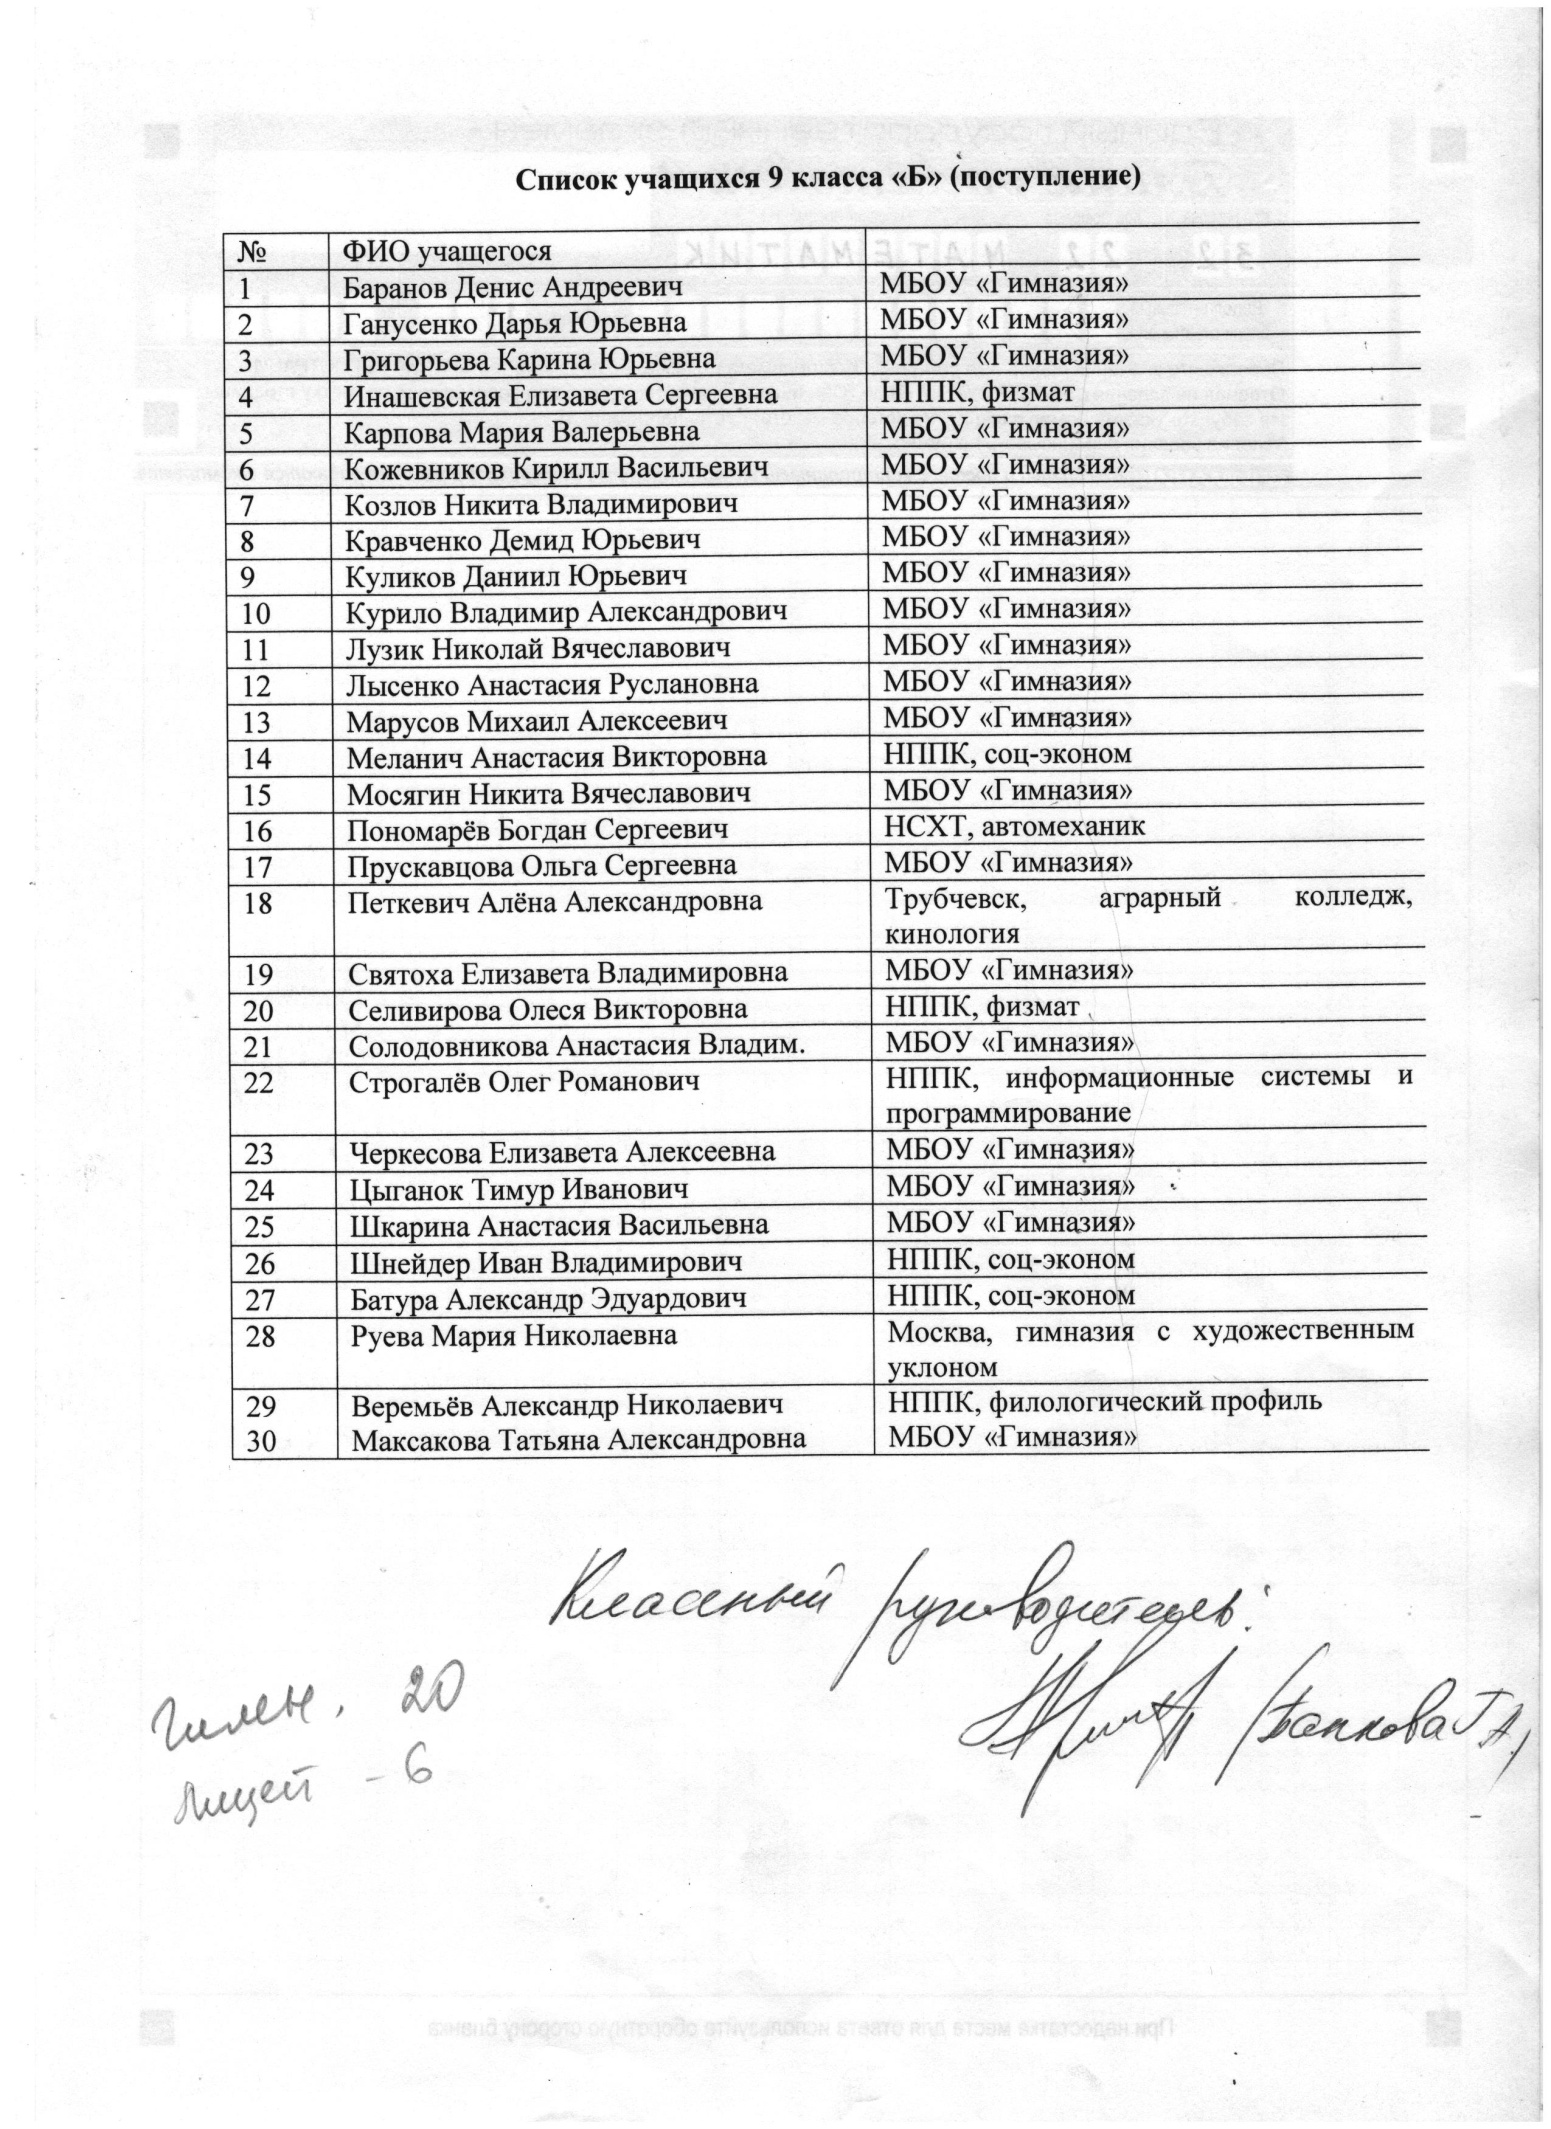 Список учащихся 9 класса «Б» (поступление)
№ ФИО учащегося
1 Баранов Денис Андреевич МБОУ «Гимназия»
2 Ганусенко Дарья Юрьевна МБОУ «Гимназия»
3 Григорьева Карина Юрьевна МБОУ «Гимназия»
4 Инашевская Елизавета Сергеевна НППК, физмат
5 Карпова Мария Валерьевна МБОУ «Гимназия»
6 Кожевников Кирилл Васильевич МБОУ «Гимназия»
7 Козлов Никита Владимирович МБОУ «Гимназия»
8 Кравченко Демид Юрьевич МБОУ «Гимназия»
9 Куликов Даниил Юрьевич МБОУ «Гимназия»
10 Курило Владимир Александрович МБОУ «Гимназия»
11 Лузик Николай Вячеславович МБОУ «Гимназия»
12 Лысенко Анастасия Руслановна МБОУ «Гимназия»
13 Марусов Михаил Алексеевич МБОУ «Гимназия»
14 Меланич Анастасия Викторовна НППК, соц-эконом
15 Мосягин Никита Вячеславович МБОУ «Гимназия»
16 Пономарёв Богдан Сергеевич НСХТ, автомеханик
17 Прускавцова Ольга Сергеевна МБОУ «Гимназия»
18 Петкевич Алёна Александровна Трубчевск, аграрный колледж,
кинология
19 Святоха Елизавета Владимировна МБОУ «Гимназия»
20 Селивирова Олеся Викторовна НППК, физмат
21 Солодовникова Анастасия Владим. МБОУ «Гимназия»
22 Строгалёв Олег Романович НППК, информационные системы и
программирование
23 Черкесова Елизавета Алексеевна МБОУ «Гимназия»
24 Цыганок Тимур Иванович МБОУ «Гимназия»
25 Шкарина Анастасия Васильевна МБОУ «Гимназия»
26 Шнейдер Иван Владимирович НППК, соц-эконом
27 Батура Александр Эдуардович НППК, соц-эконом
28 Руева Мария Николаевна Москва, гимназия с художественным
уклоном
29 Веремьёв Александр Николаевич НППК, филологический профиль
30 Максакова Татьяна Александровна МБОУ «Гимназия»
Классный руководитель:
20
Лицей - 6
При недостатке места для ответа используйте оборотную сторону бланка